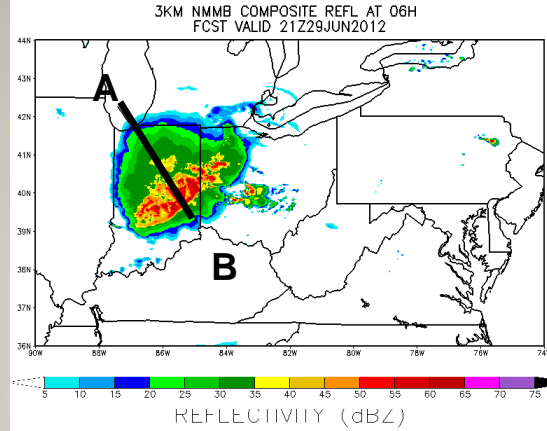 3KM NMMB COMPOSITE REFL AT 06H
FCST VALID 21Z29JUN2012
44N
43N
A
42N
41N
40N
39N
B
38N
37N
36N
90W 88W 86W 84W 82W 80W 78W 76W 74W
5 10 15 20 25 30 35 40 45 50 55 60 65 70 75
REFLECTIVITY (dBZ)